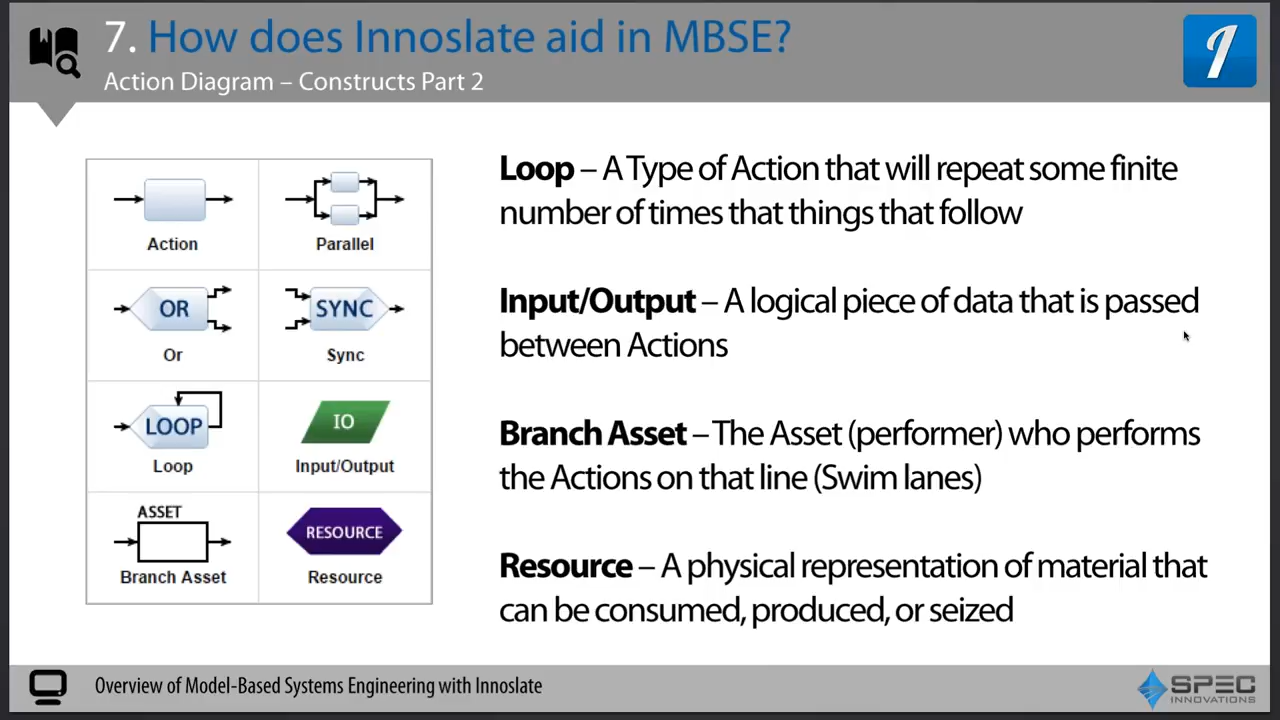 7. How does Innoslate aid in MBSE?
Action Diagram – Constructs Part 2
I
Action
Parallel
OR
SYNC
Or
Sync
LOOP
IO
Loop
Input/Output
ASSET
RESOURCE
Branch Asset
Resource
Loop – A Type of Action that will repeat some finite
number of times that things that follow
Input/Output – A logical piece of data that is passed
between Actions
Branch Asset – The Asset (performer) who performs
the Actions on that line (Swim lanes)
Resource – A physical representation of material that
can be consumed, produced, or seized
Overview of Model-Based Systems Engineering with Innoslate
SPEC
INNOVATIONS